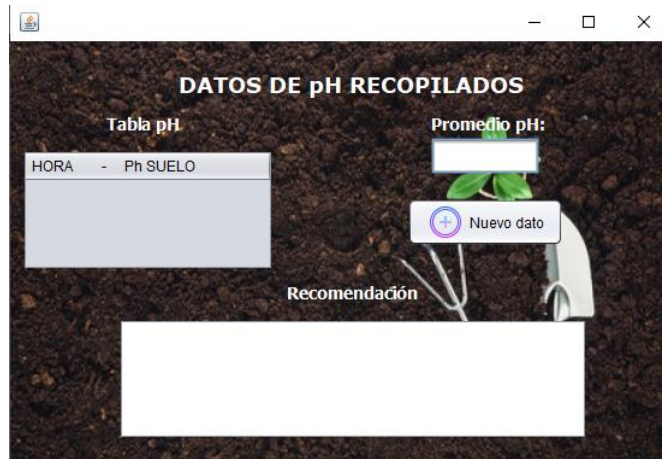 DATOS DE pH RECOPILADOS
Tabla pH
Promedio pH:
HORA - Ph SUELO
Nuevo dato
Recomendación